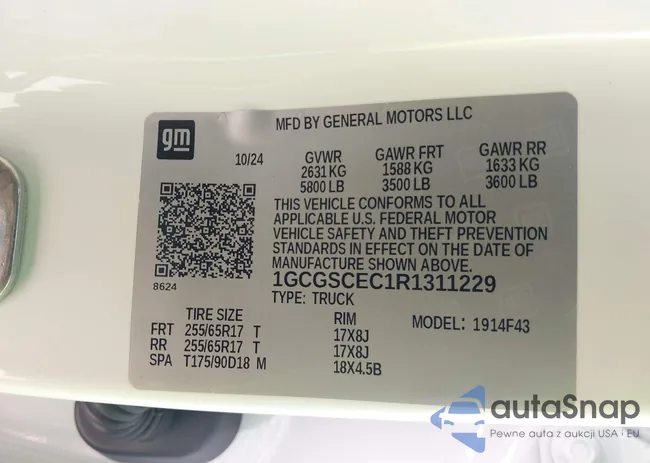 gm
MFD BY GENERAL MOTORS LLC
10/24 GVWR GAWR FRT GAWR RR
2631 KG 1588 KG 1633 KG
5800 LB 3500 LB 3600 LB
THIS VEHICLE CONFORMS TO ALL
APPLICABLE U.S. FEDERAL MOTOR
VEHICLE SAFETY AND THEFT PREVENTION
STANDARDS IN EFFECT ON THE DATE OF
MANUFACTURE SHOWN ABOVE.
8624
1GCGSCEC1R1311229
TYPE: TRUCK
TIRE SIZE RIM MODEL: 1914F43
FRT 255/65R17 T 17X8J
RR 255/65R17 T 17X8J
SPA T175/90D18 M 18X4.5B
autaSnap
Pewne auta z aukcji USA i EU